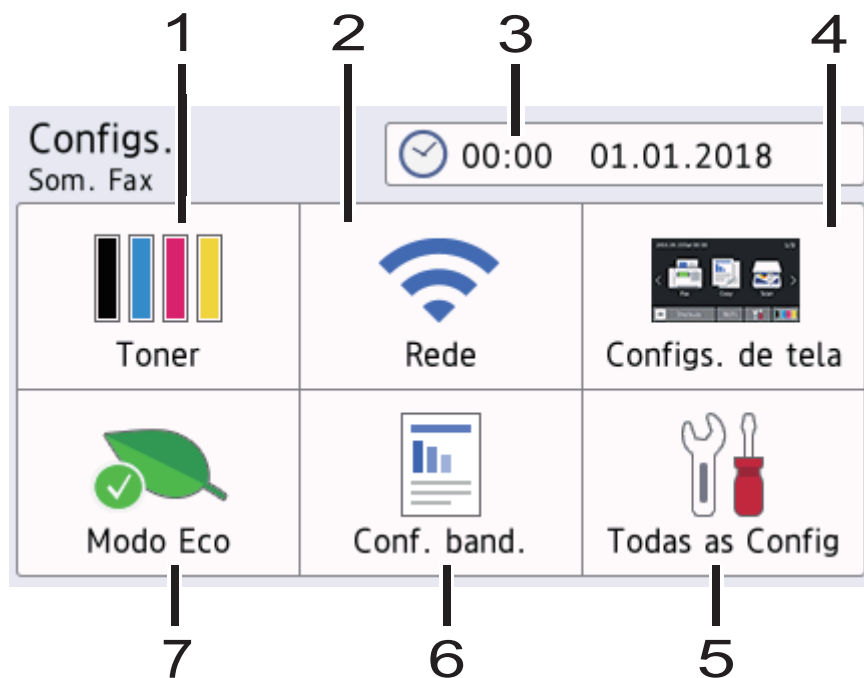 1 2 3 4
Configs. 00:00 01.01.2018
Som. Fax
Toner Rede Configs. de tela
Modo Eco Conf. band. Todas as Config
7 6 5